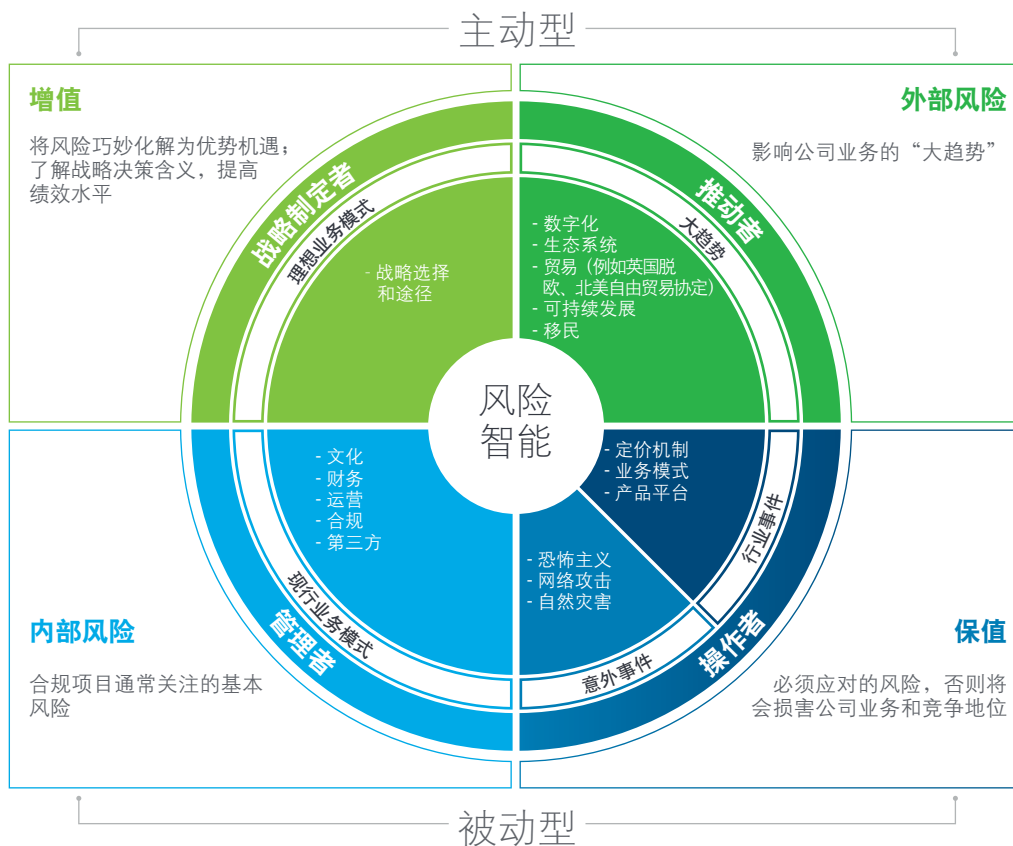 主动型
增值
将风险巧妙化解为优势机遇；
了解战略决策含义，提高
绩效水平
外部风险
影响公司业务的“大趋势”
战略制定者
理想业务模式
- 战略选择
和途径
推动者
大趋势
- 数字化
- 生态系统
- 贸易（例如英国脱
欧、北美自由贸易协定）
- 可持续发展
- 移民
风险
智能
- 文化
- 财务
- 运营
- 合规
- 第三方
现行业务模式
管理者
- 定价机制
- 业务模式
- 产品平台
行业事件
- 恐怖主义
- 网络攻击
- 自然灾害
意外事件
操作者
内部风险
合规项目通常关注的基本
风险
保值
必须应对的风险，否则将
会损害公司业务和竞争地位
被动型